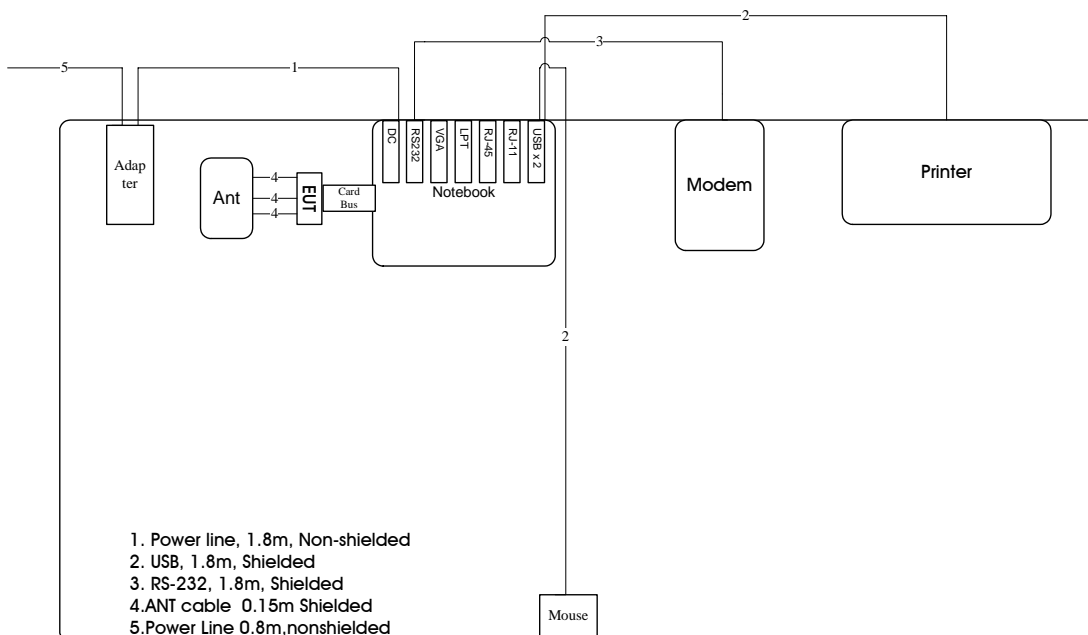 2
3
5
1
DC
RS232
VGA
LPT
RJ-45
RJ-11
USB x 2
Notebook
Adap
ter
Ant
4
4
4
EUT
Card
Bus
Modem
Printer
2
1. Power line, 1.8m, Non-shielded
2. USB, 1.8m, Shielded
3. RS-232, 1.8m, Shielded
4.ANT cable 0.15m Shielded
5.Power Line 0.8m,nonshielded
Mouse